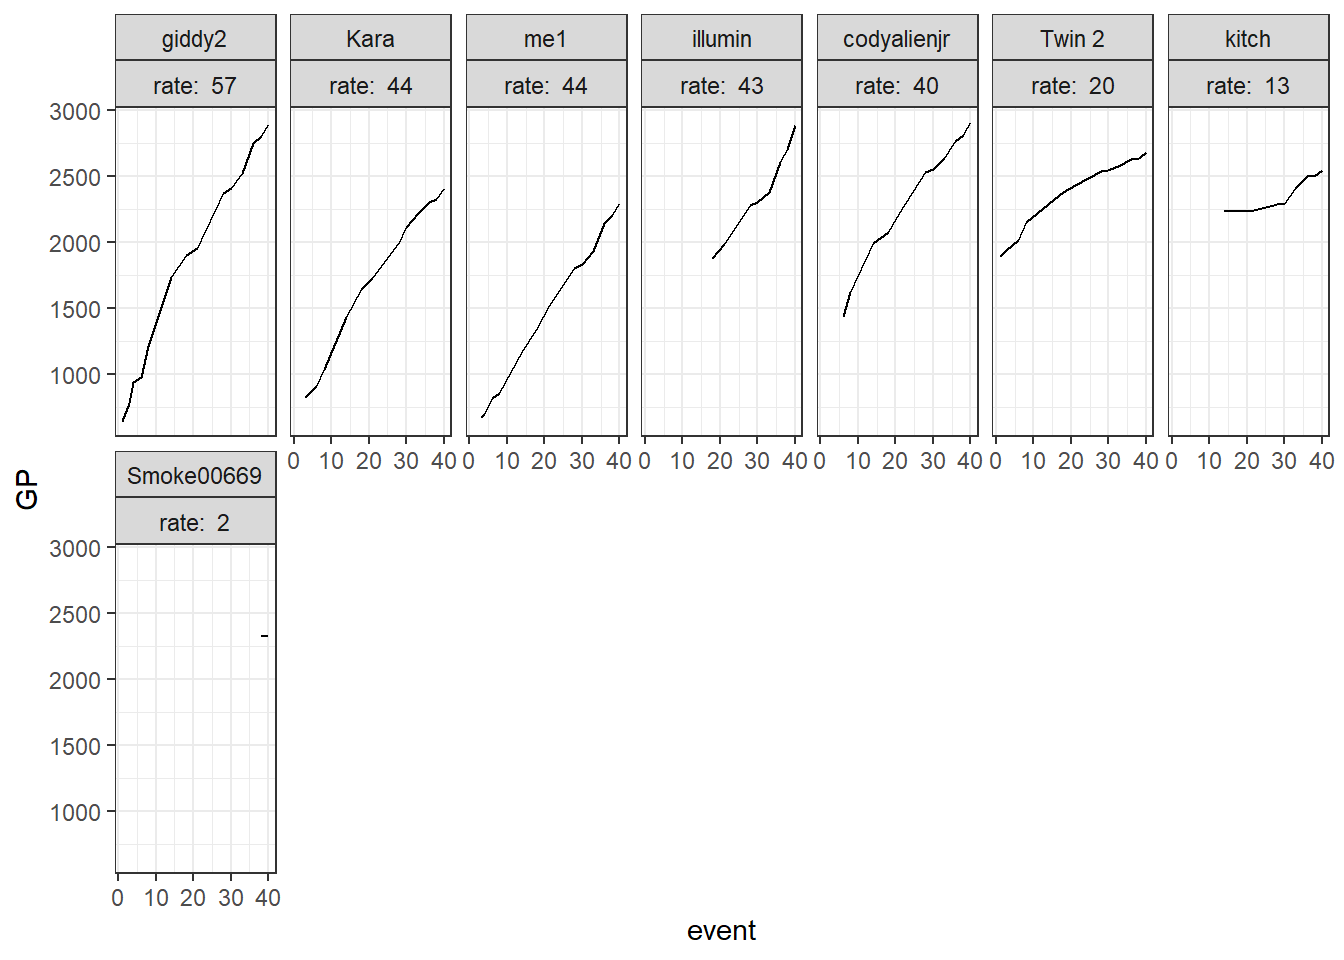 giddy2 Kara me1 illumin codyalienjr Twin 2 kitch
rate: 57 rate: 44 rate: 44 rate: 43 rate: 40 rate: 20 rate: 13
3000
2500
2000
1500
1000
0 10 20 30 40 0 10 20 30 40 0 10 20 30 40 0 10 20 30 40 0 10 20 30 40 0 10 20 30 40
GP
Smoke00669
rate: 2
3000
2500
2000
1500
1000
0 10 20 30 40
event